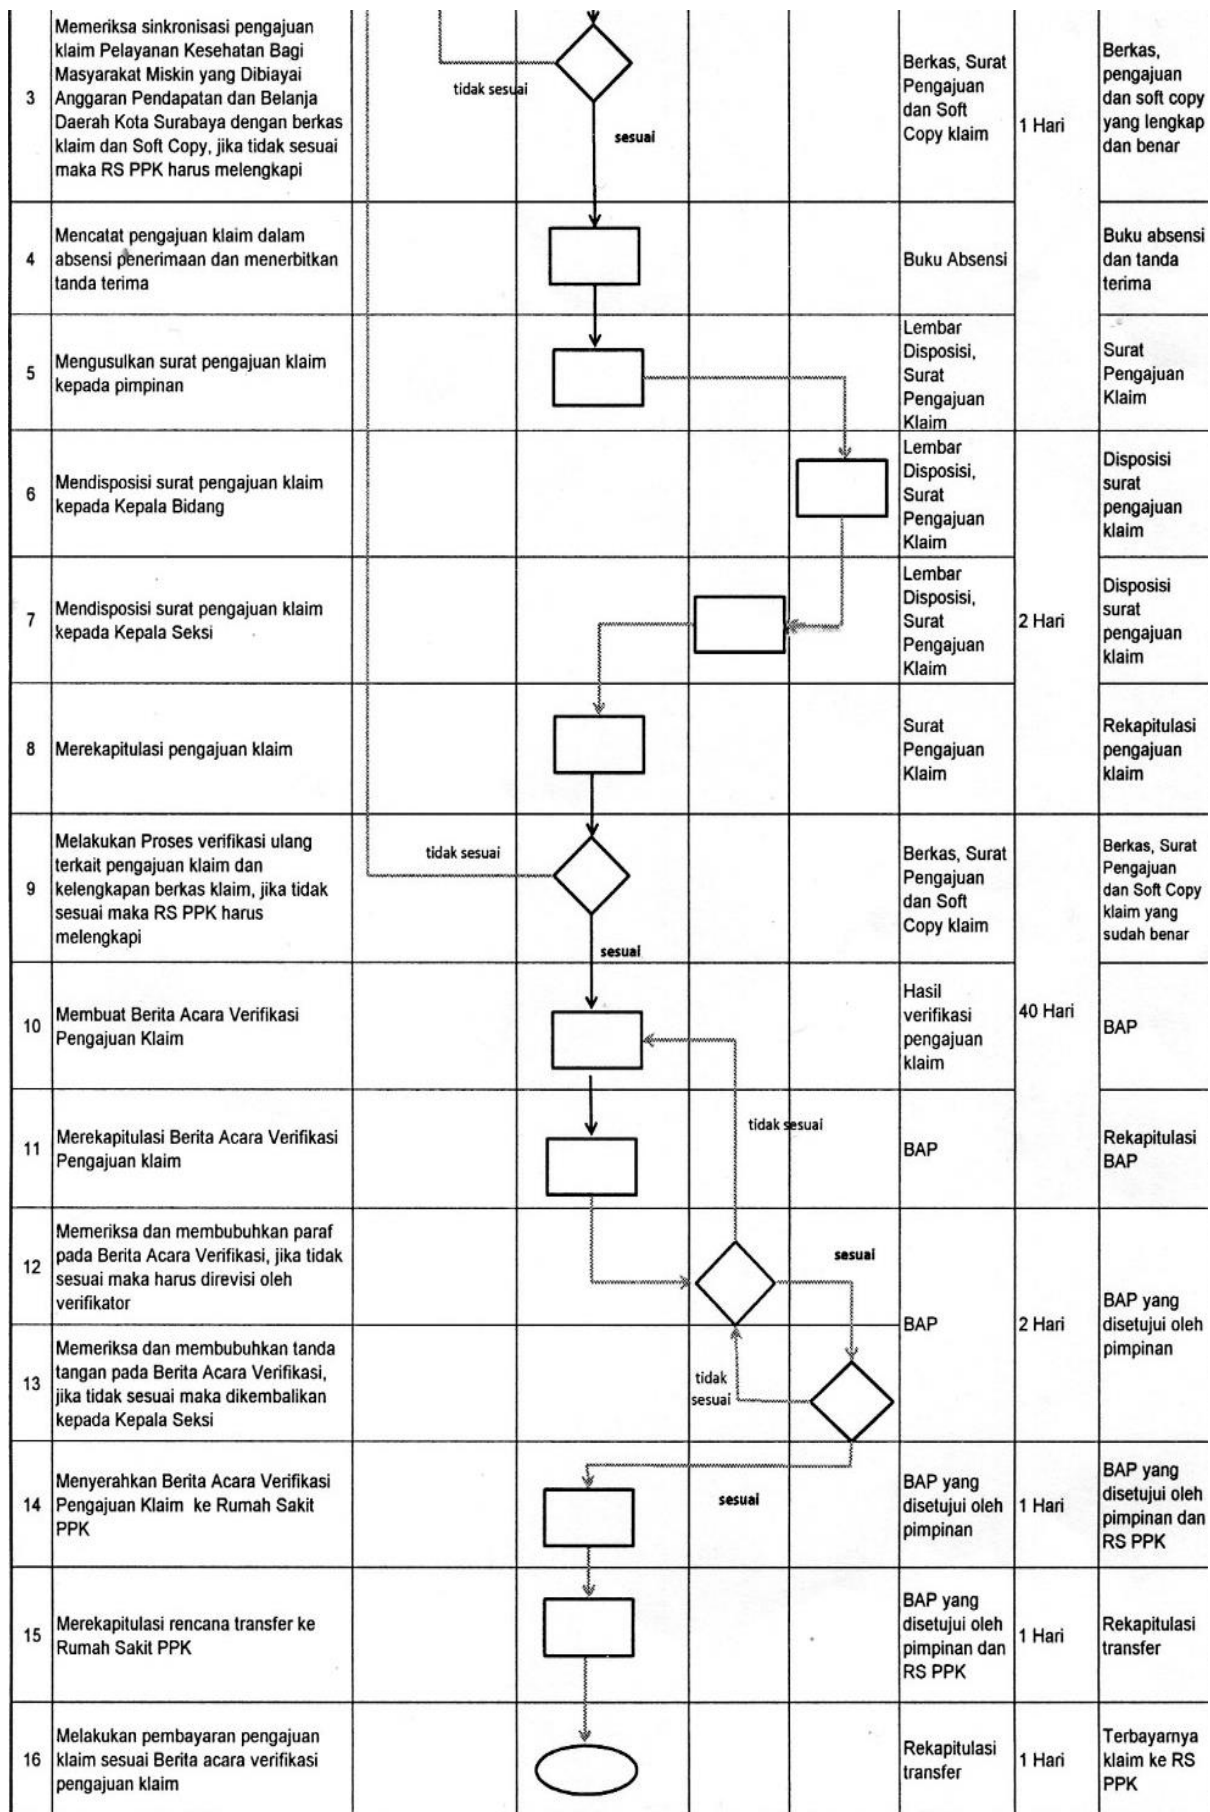 3
Memeriksa sinkronisasi pengajuan
klaim Pelayanan Kesehatan Bagi
Masyarakat Miskin yang Dibiayai
Anggaran Pendapatan dan Belanja
Daerah Kota Surabaya dengan berkas
klaim dan Soft Copy, jika tidak sesuai
maka RS PPK harus melengkapi
tidak sesuai
sesuai
Berkas, Surat
Pengajuan
dan Soft
Copy klaim
1 Hari
Berkas,
pengajuan
dan soft copy
yang lengkap
dan benar
4
Mencatat pengajuan klaim dalam
absensi penerimaan dan menerbitkan
tanda terima
Buku Absensi
Buku absensi
dan tanda
terima
5
Mengusulkan surat pengajuan klaim
kepada pimpinan
Lembar
Disposisi,
Surat
Pengajuan
Klaim
Surat
Pengajuan
Klaim
6
Mendisposisi surat pengajuan klaim
kepada Kepala Bidang
Lembar
Disposisi,
Surat
Pengajuan
Klaim
Disposisi
surat
pengajuan
klaim
7
Mendisposisi surat pengajuan klaim
kepada Kepala Seksi
Lembar
Disposisi,
Surat
Pengajuan
Klaim
2 Hari
Disposisi
surat
pengajuan
klaim
8
Merekapitulasi pengajuan klaim
Surat
Pengajuan
Klaim
Rekapitulasi
pengajuan
klaim
9
Melakukan Proses verifikasi ulang
terkait pengajuan klaim dan
kelengkapan berkas klaim, jika tidak
sesuai maka RS PPK harus
melengkapi
tidak sesuai
sesuai
Berkas, Surat
Pengajuan
dan Soft
Copy klaim
Berkas, Surat
Pengajuan
dan Soft Copy
klaim yang
sudah benar
10
Membuat Berita Acara Verifikasi
Pengajuan Klaim
Hasil
verifikasi
pengajuan
klaim
40 Hari
BAP
11
Merekapitulasi Berita Acara Verifikasi
Pengajuan klaim
tidak sesuai
BAP
Rekapitulasi
BAP
12
Memeriksa dan membubuhkan paraf
pada Berita Acara Verifikasi, jika tidak
sesuai maka harus direvisi oleh
verifikator
sesuai
BAP
2 Hari
BAP yang
disetujui oleh
pimpinan
13
Memeriksa dan membubuhkan tanda
tangan pada Berita Acara Verifikasi,
jika tidak sesuai maka dikembalikan
kepada Kepala Seksi
tidak
sesuai
14
Menyerahkan Berita Acara Verifikasi
Pengajuan Klaim ke Rumah Sakit
PPK
sesuai
BAP yang
disetujui oleh
pimpinan
1 Hari
BAP yang
disetujui oleh
pimpinan dan
RS PPK
15
Merekapitulasi rencana transfer ke
Rumah Sakit PPK
BAP yang
disetujui oleh
pimpinan dan
RS PPK
1 Hari
Rekapitulasi
transfer
16
Melakukan pembayaran pengajuan
klaim sesuai Berita acara verifikasi
pengajuan klaim
Rekapitulasi
transfer
1 Hari
Terbayarnya
klaim ke RS
PPK